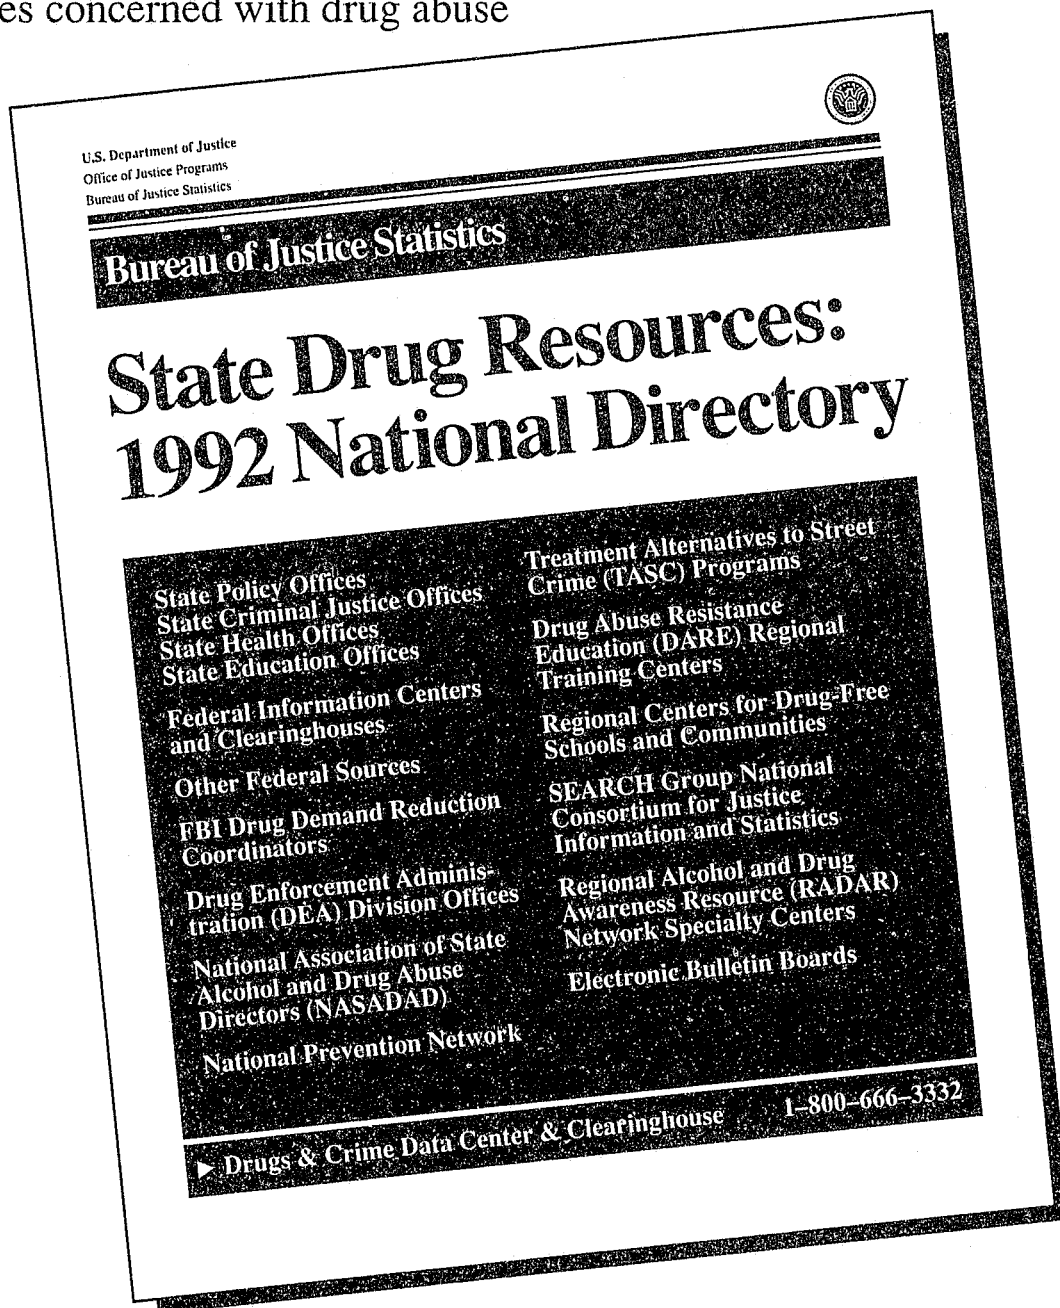 es concerned with drug abuse
U.S. Department of Justice
Office of Justice Programs
Bureau of Justice Statistics
Bureau of Justice Statistics
State Drug Resources:
1992 National Directory
State Policy Offices
State Criminal Justice Offices
State Health Offices
State Education Offices
Federal Information Centers
and Clearinghouses
Other Federal Sources
FBI Drug Demand Reduction
Coordinators
Drug Enforcement Adminis-
tration (DEA) Division Offices
National Association of State
Alcohol and Drug Abuse
Directors (NASADAD)
National Prevention Network
Treatment Alternatives to Street
Crime (TASC) Programs
Drug Abuse Resistance
Education (DARE) Regional
Training Centers
Regional Centers for Drug-Free
Schools and Communities
SEARCH Group National
Consortium for Justice
Information and Statistics
Regional Alcohol and Drug
Awareness Resource (RADAR)
Network Specialty Centers
Electronic Bulletin Boards
▶ Drugs & Crime Data Center & Clearinghouse 1–800–666–3332